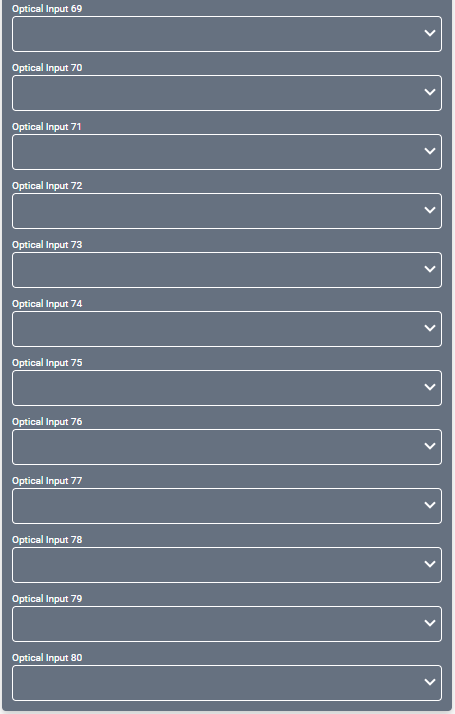 Optical Input 69
Optical Input 70
Optical Input 71
Optical Input 72
Optical Input 73
Optical Input 74
Optical Input 75
Optical Input 76
Optical Input 77
Optical Input 78
Optical Input 79
Optical Input 80